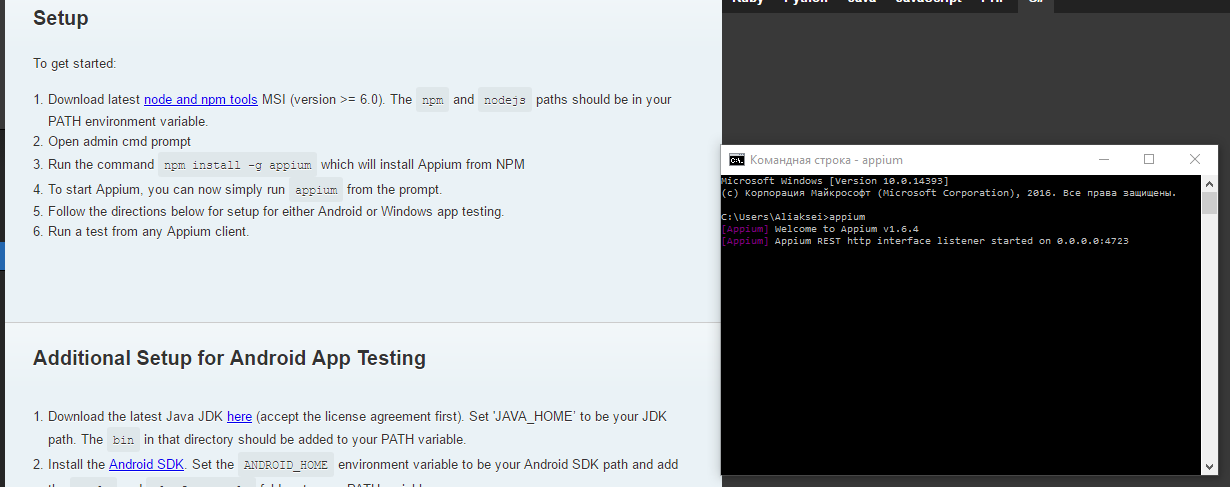 Setup
To get started:
1. Download latest node and npm tools MSI (version >= 6.0). The npm and nodejs paths should be in your
PATH environment variable.
2. Open admin cmd prompt
3. Run the command npm install -g appium which will install Appium from NPM
4. To start Appium, you can now simply run appium from the prompt.
5. Follow the directions below for setup for either Android or Windows app testing.
6. Run a test from any Appium client.
Additional Setup for Android App Testing
1. Download the latest Java JDK here (accept the license agreement first). Set 'JAVA_HOME' to be your JDK
path. The bin in that directory should be added to your PATH variable.
2. Install the Android SDK. Set the ANDROID_HOME environment variable to be your Android SDK path and add
Ruby Python Java JavaScript PHP C#
Командная строка - appium
Microsoft Windows [Version 10.0.14393]
(c) Корпорация Майкрософт (Microsoft Corporation), 2016. Все права защищены.
C:\Users\Aliaksei>appium
[Appium] Welcome to Appium v1.6.4
[Appium] Appium REST http interface listener started on 0.0.0.0:4723